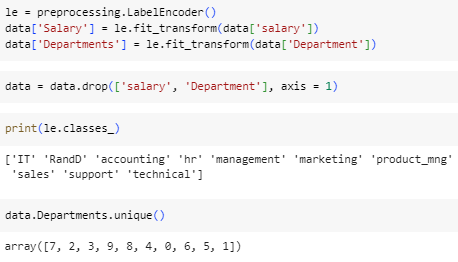 le = preprocessing.LabelEncoder()
data['Salary'] = le.fit_transform(data['salary'])
data['Departments'] = le.fit_transform(data['Department'])
data = data.drop(['salary', 'Department'], axis = 1)
print(le.classes_)
['IT' 'RandD' 'accounting' 'hr' 'management' 'marketing' 'product_mng'
'sales' 'support' 'technical']
data.Departments.unique()
array([7, 2, 3, 9, 8, 4, 0, 6, 5, 1])